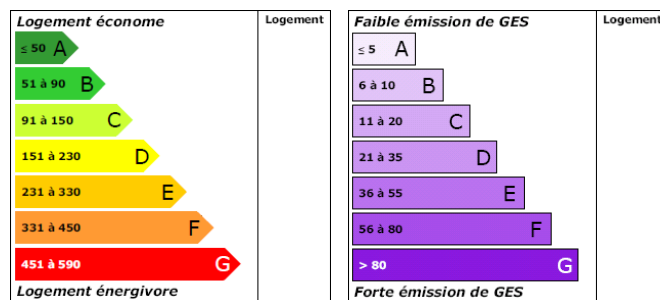 Logement économe
Logement
≤ 50 A
51 à 90 B
91 à 150 C
151 à 230 D
231 à 330 E
331 à 450 F
451 à 590 G
Logement énergivore
Faible émission de GES
Logement
≤ 5 A
6 à 10 B
11 à 20 C
21 à 35 D
36 à 55 E
56 à 80 F
> 80 G
Forte émission de GES